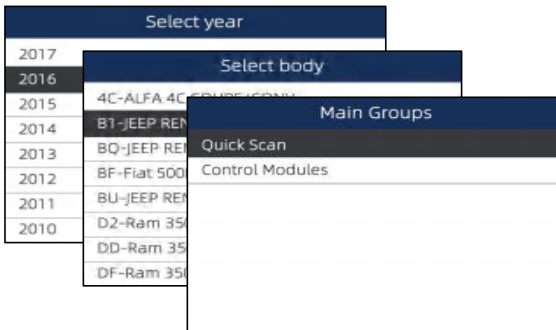 Select year
2017
2016
2015
2014
2013
2012
2011
2010
Select body
4C-ALFA 4C
B1-JEEP REN
BQ-JEEP REN
BF-Fiat 500
BU-JEEP REN
D2-Ram 350
DD-Ram 35
DF-Ram 350
Main Groups
Quick Scan
Control Modules